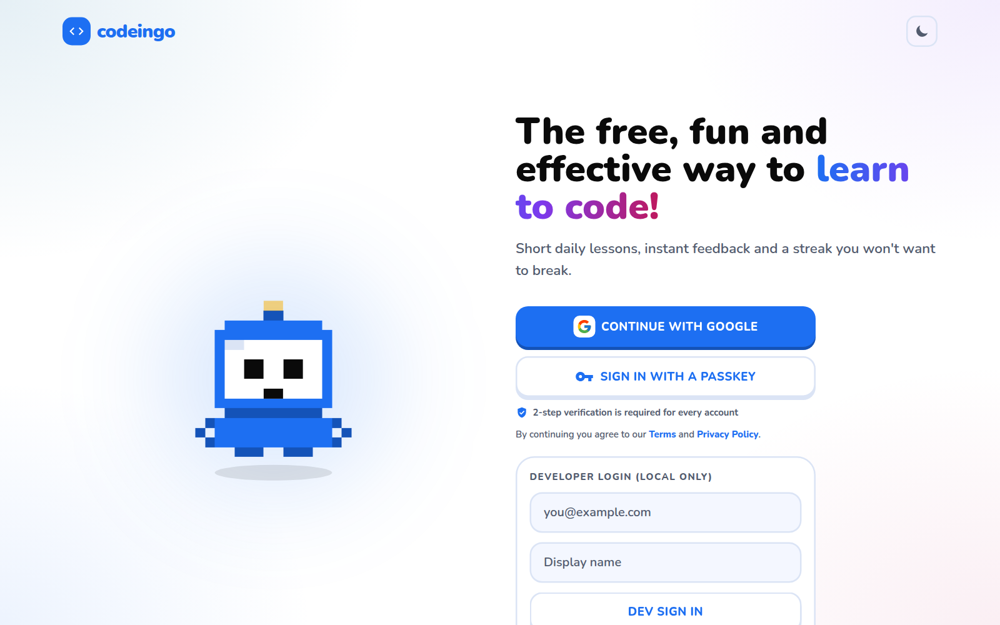 codeingo
The free, fun and
effective way to learn
to code!
Short daily lessons, instant feedback and a streak you won't want
to break.
CONTINUE WITH GOOGLE
SIGN IN WITH A PASSKEY
2-step verification is required for every account
By continuing you agree to our Terms and Privacy Policy.
DEVELOPER LOGIN (LOCAL ONLY)
you@example.com
Display name
DEV SIGN IN